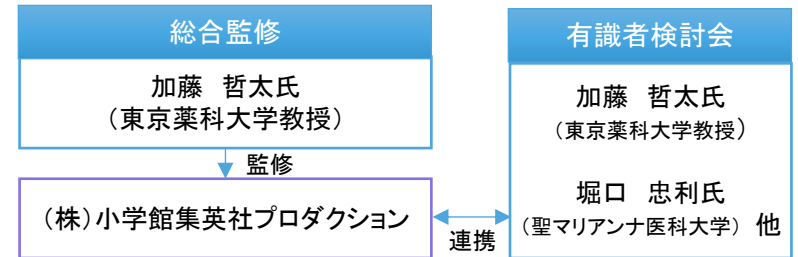 総合監修
加藤　哲太氏
（東京薬科大学教授）
監修
（株）小学館集英社プロダクション
連携
有識者検討会
加藤　哲太氏
（東京薬科大学教授）
堀口　忠利氏
（聖マリアンナ医科大学） 他